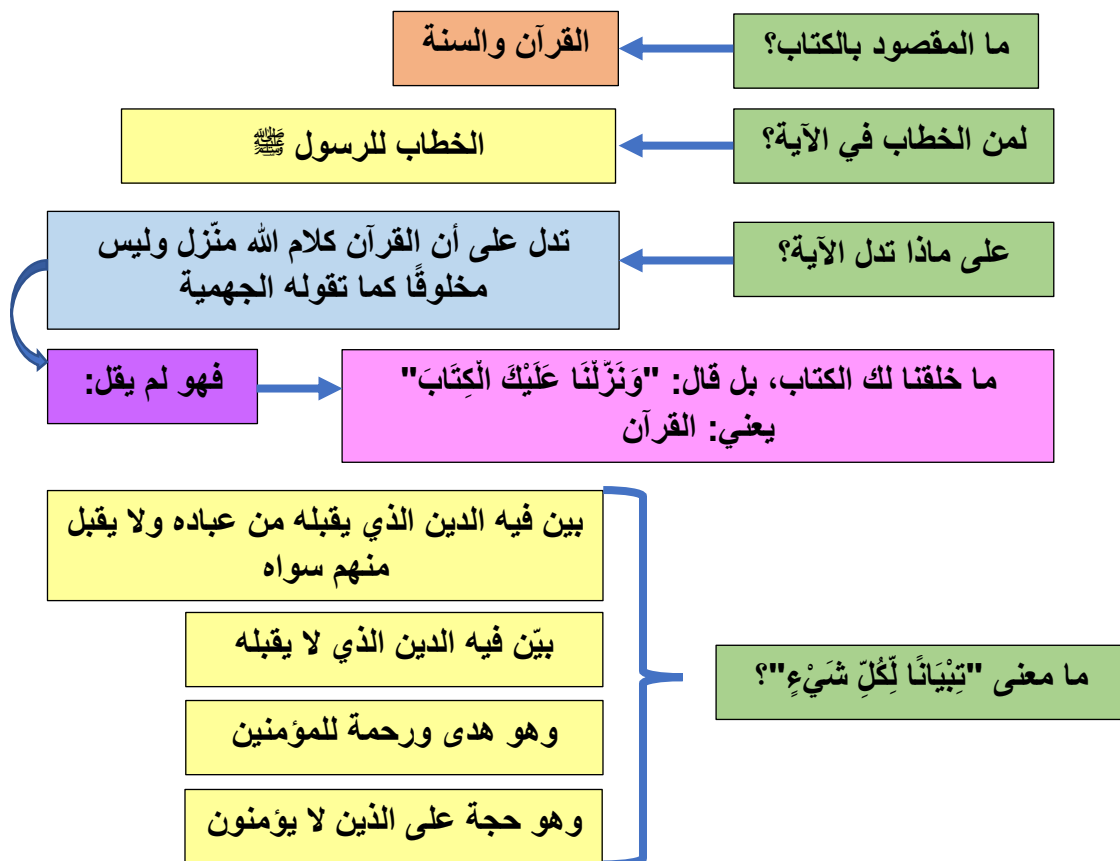 ما المقصود بالكتاب؟
القرآن والسنة
لمن الخطاب في الآية؟
الخطاب للرسول ﷺ
على ماذا تدل الآية؟
تدل على أن القرآن كلام الله منّزل وليس
مخلوقًا كما تقوله الجهمية
فهو لم يقل:
ما خلقنا لك الكتاب، بل قال: "وَنَزَّلْنَا عَلَيْكَ الْكِتَابَ"
يعني: القرآن
ما معنى "تِبْيَانًا لِّكُلِّ شَيْءٍ"؟
بين فيه الدين الذي يقبله من عباده ولا يقبل
منهم سواه
بيّن فيه الدين الذي لا يقبله
وهو هدى ورحمة للمؤمنين
وهو حجة على الذين لا يؤمنون